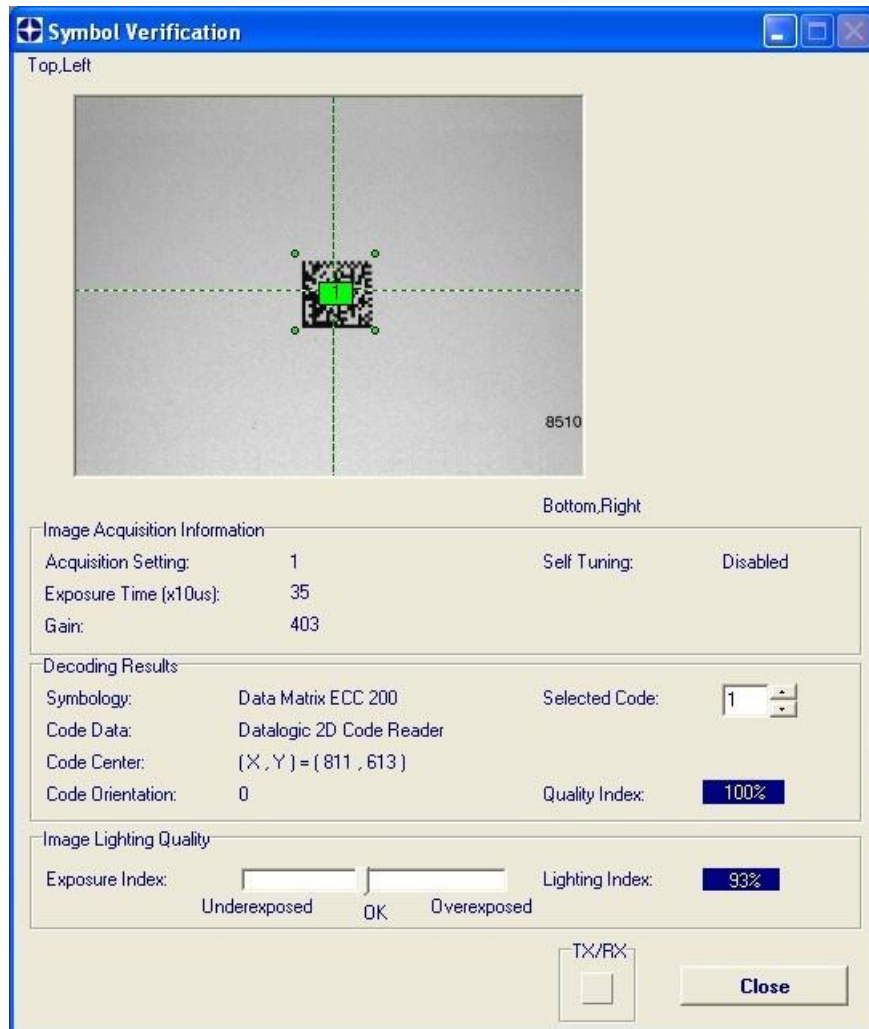 Symbol Verification
Top,Left
1
8510
Bottom,Right
Image Acquisition Information
Acquisition Setting: 1 Self Tuning: Disabled
Exposure Time (x10us): 35
Gain: 403
Decoding Results
Symbology: Data Matrix ECC 200 Selected Code: 1
Code Data: Datalogic 2D Code Reader
Code Center: ( X , Y ) = ( 811 , 613 )
Code Orientation: 0 Quality Index: 100%
Image Lighting Quality
Exposure Index: Lighting Index: 93%
Underexposed OK Overexposed
TX/RX
Close